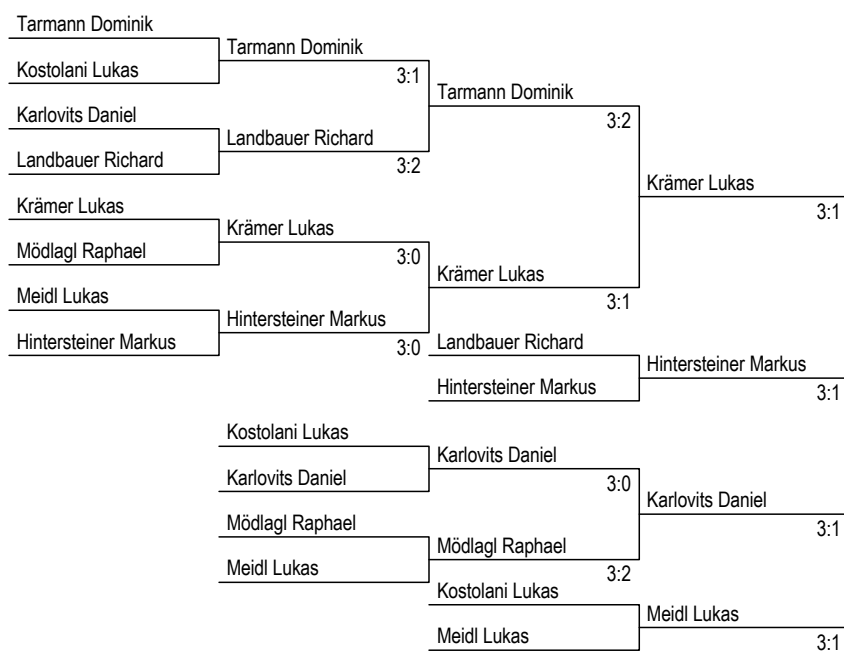 Tarmann Dominik
Tarmann Dominik
Kostolani Lukas
3:1
Tarmann Dominik
Karlovits Daniel
3:2
Landbauer Richard
Landbauer Richard
3:2
Krämer Lukas
3:1
Krämer Lukas
Krämer Lukas
Mödlagl Raphael
3:0
Krämer Lukas
Meidl Lukas
3:1
Hintersteiner Markus
Hintersteiner Markus
3:0
Landbauer Richard
Hintersteiner Markus
Hintersteiner Markus
3:1
Kostolani Lukas
Karlovits Daniel
Karlovits Daniel
3:0
Karlovits Daniel
3:1
Mödlagl Raphael
Mödlagl Raphael
Meidl Lukas
3:2
Kostolani Lukas
Meidl Lukas
Meidl Lukas
3:1